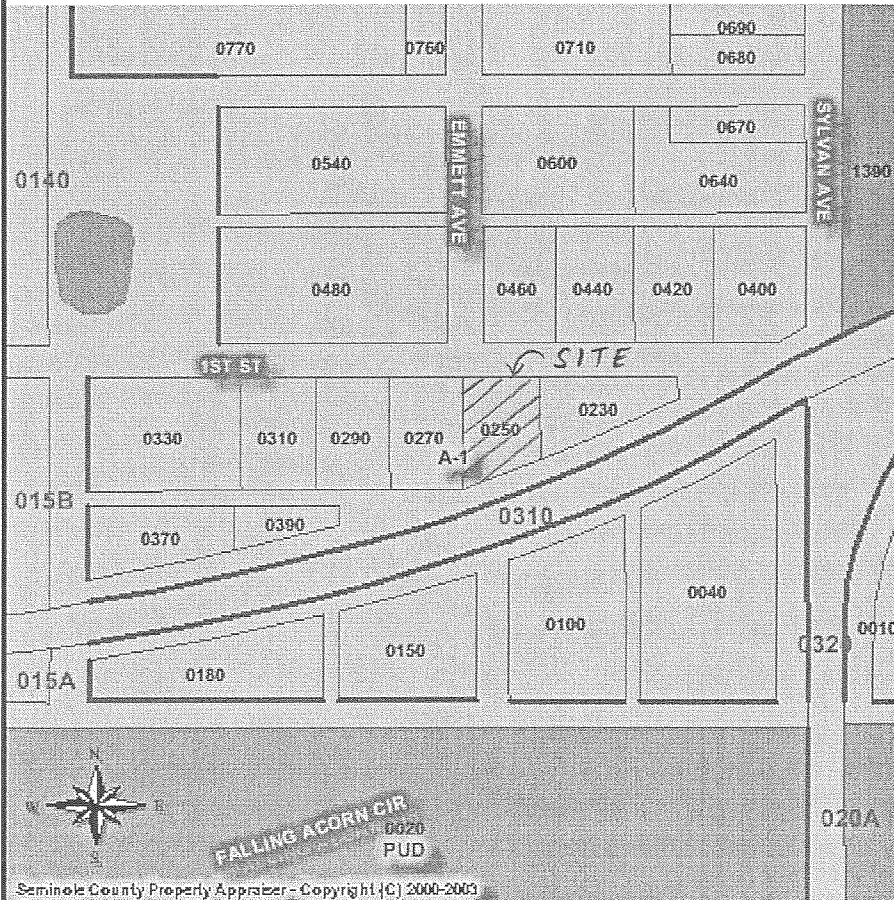 0690
0770
0760
0710
0680
SYLVAN AVE
EMMETT AVE
0670
0540
0600
0640
1300
0140
0480
0460
0440
0420
0400
1ST ST
SITE
0330
0310
0290
0270
0250
0230
A-1
015B
0310
0370
0390
0040
0100
0010
0320
0150
0180
015A
N
W
E
S
FALLING ACORN CIR
0020
PUD
020A
Seminole County Property Appraiser - Copyright (C) 2000-2003